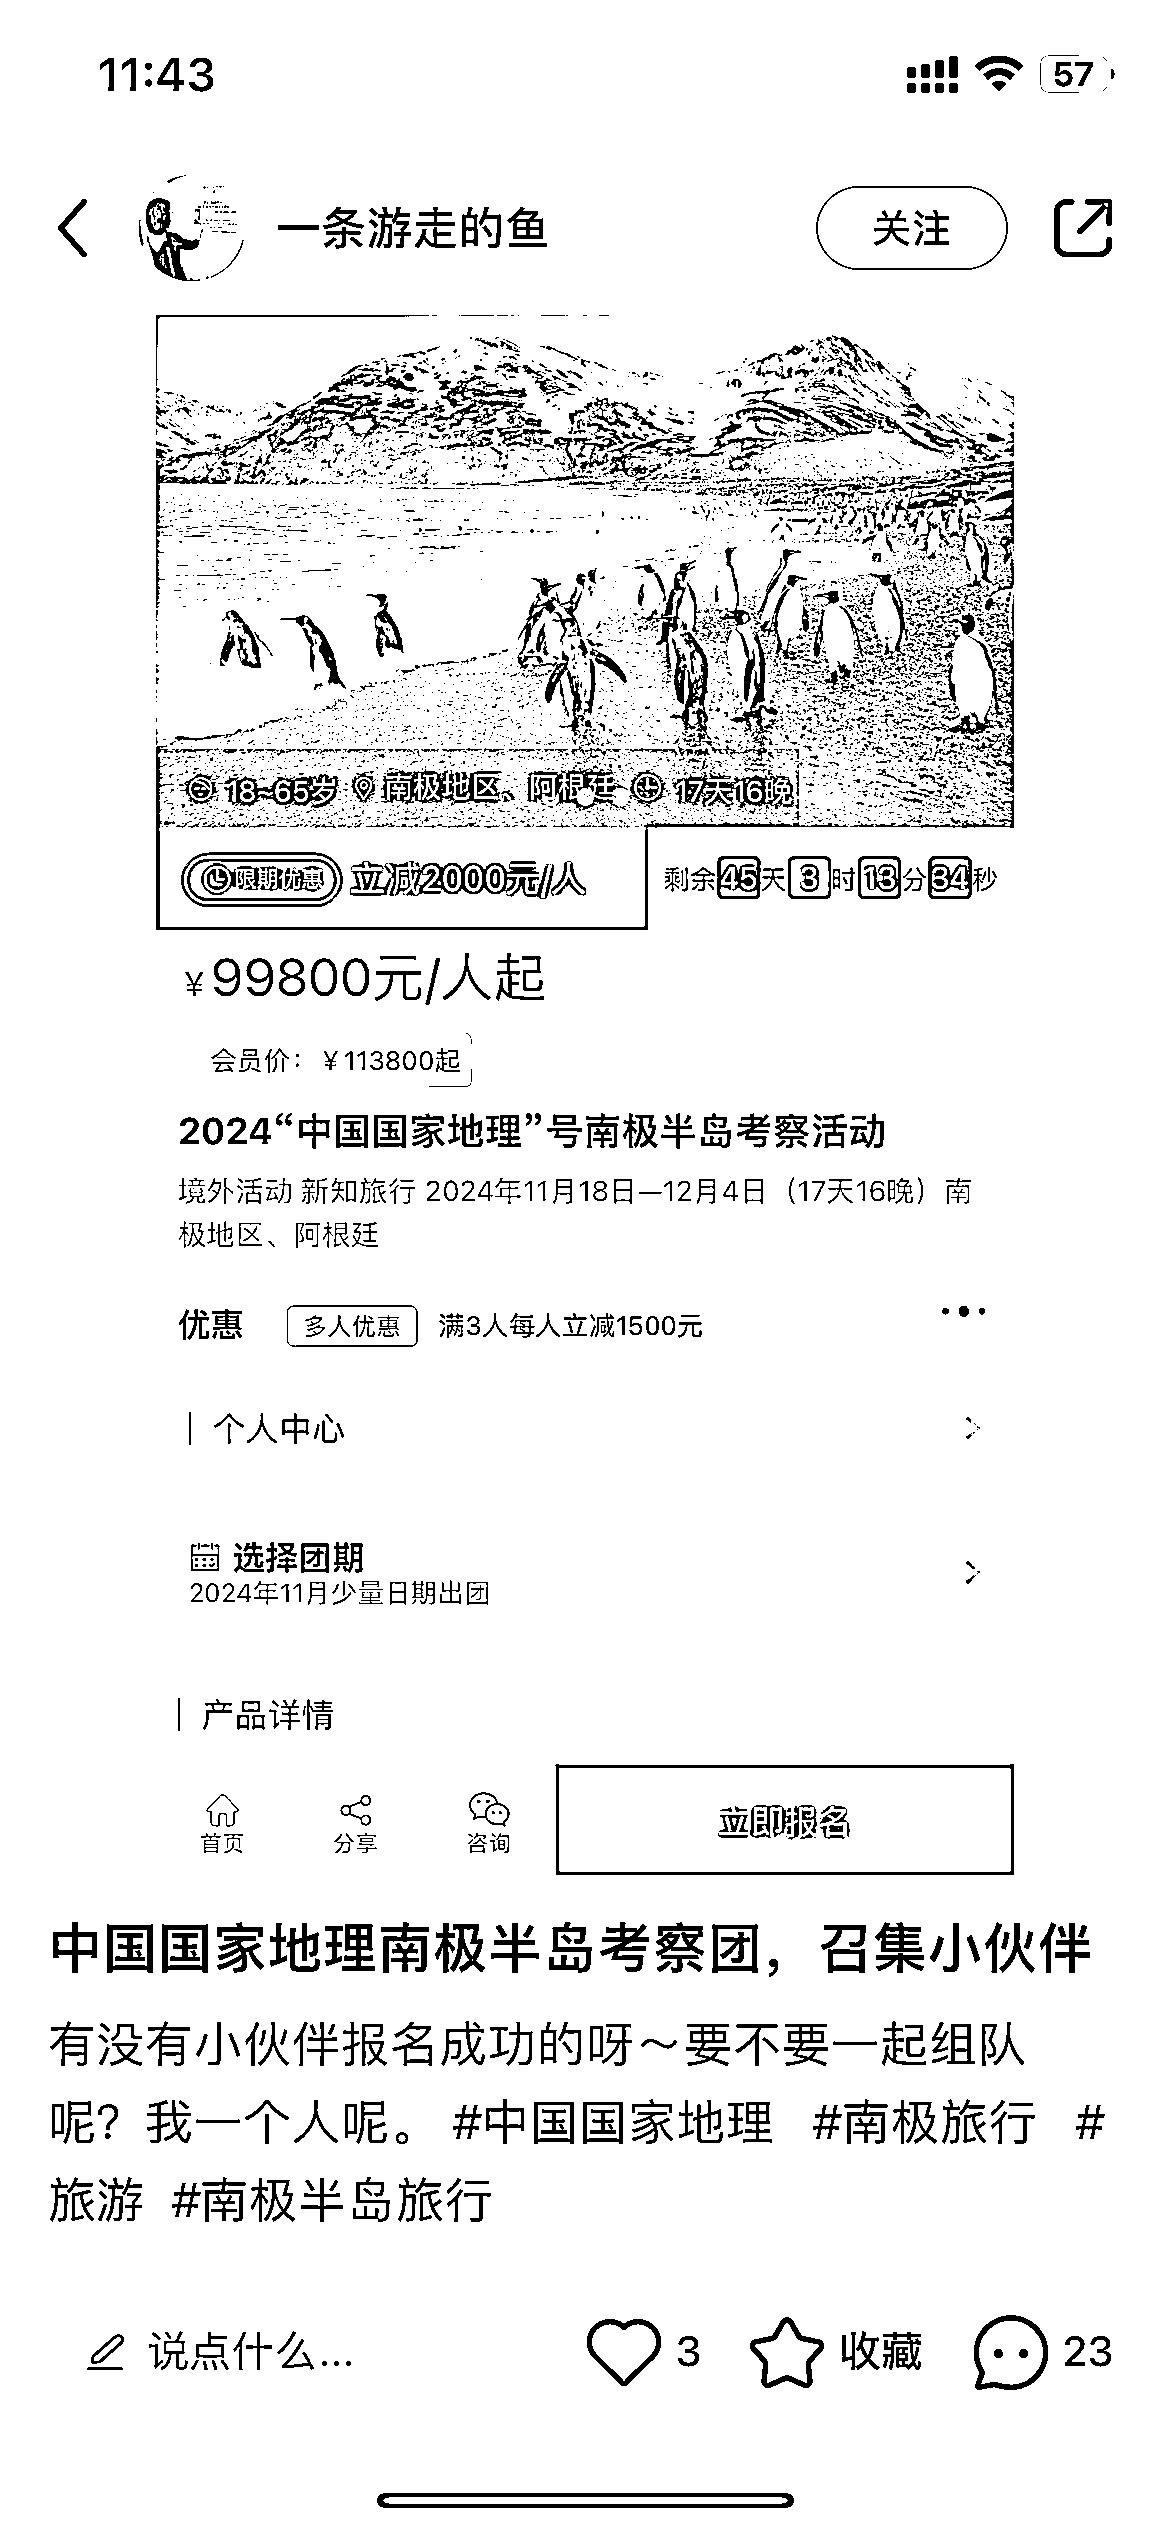 11:43
57
一条游走的鱼
关注
18~65岁 南极地区、阿根廷 17天16晚
限期优惠 立减2000元/人 剩余45天3时13分34秒
¥99800元/人起
会员价：¥113800起
2024“中国国家地理”号南极半岛考察活动
境外活动 新知旅行 2024年11月18日—12月4日（17天16晚）南
极地区、阿根廷
优惠 多人优惠 满3人每人立减1500元
个人中心
选择团期
2024年11月少量日期出团
产品详情
首页 分享 咨询 立即报名
中国国家地理南极半岛考察团，召集小伙伴
有没有小伙伴报名成功的呀～要不要一起组队
呢？我一个人呢。 #中国国家地理 #南极旅行 #
旅游 #南极半岛旅行
说点什么... 3 收藏 23